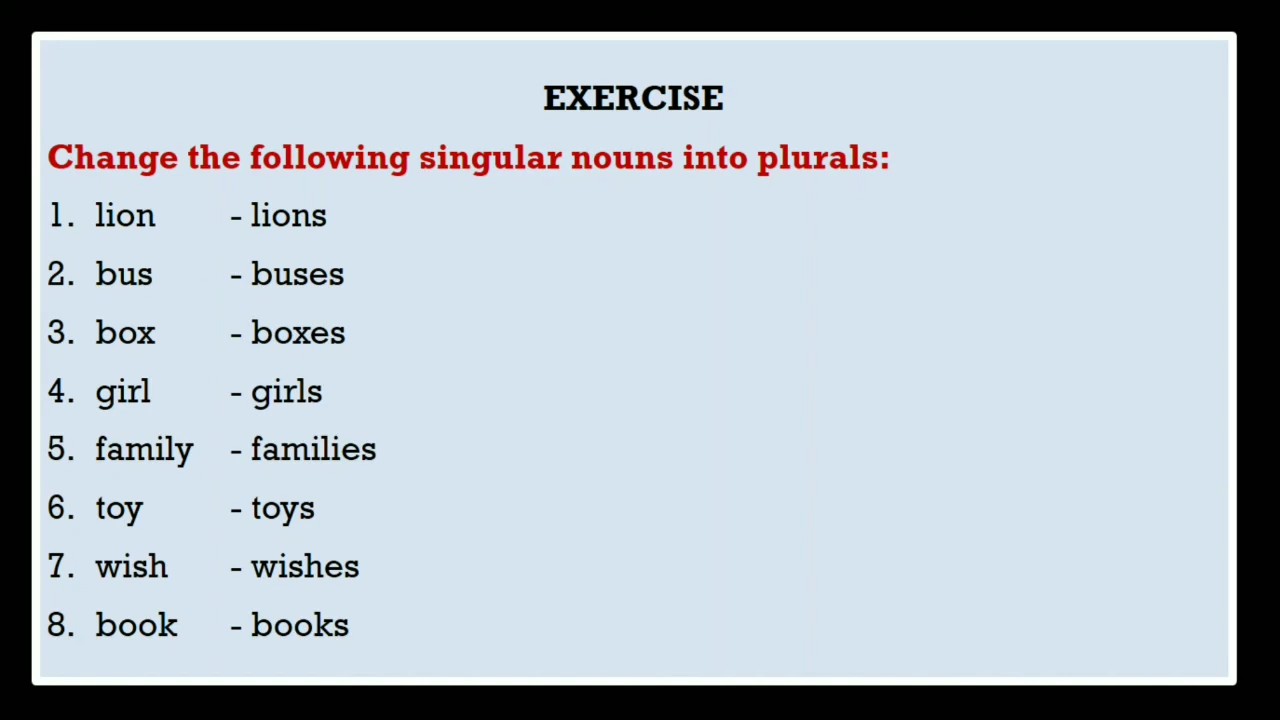 EXERCISE
Change the following singular nouns into plurals:
1. lion - lions
2. bus - buses
3. box - boxes
4. girl - girls
5. family - families
6. toy - toys
7. wish - wishes
8. book - books